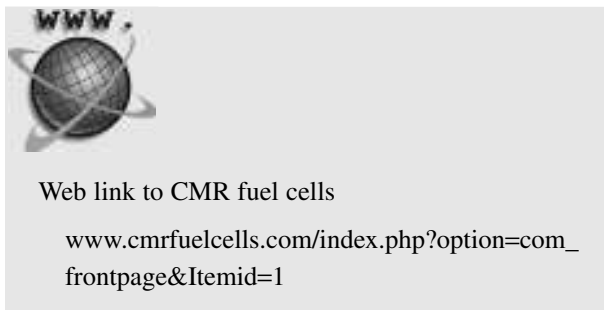 www.
Web link to CMR fuel cells
www.cmrfuelcells.com/index.php?option=com_
frontpage&Itemid=1